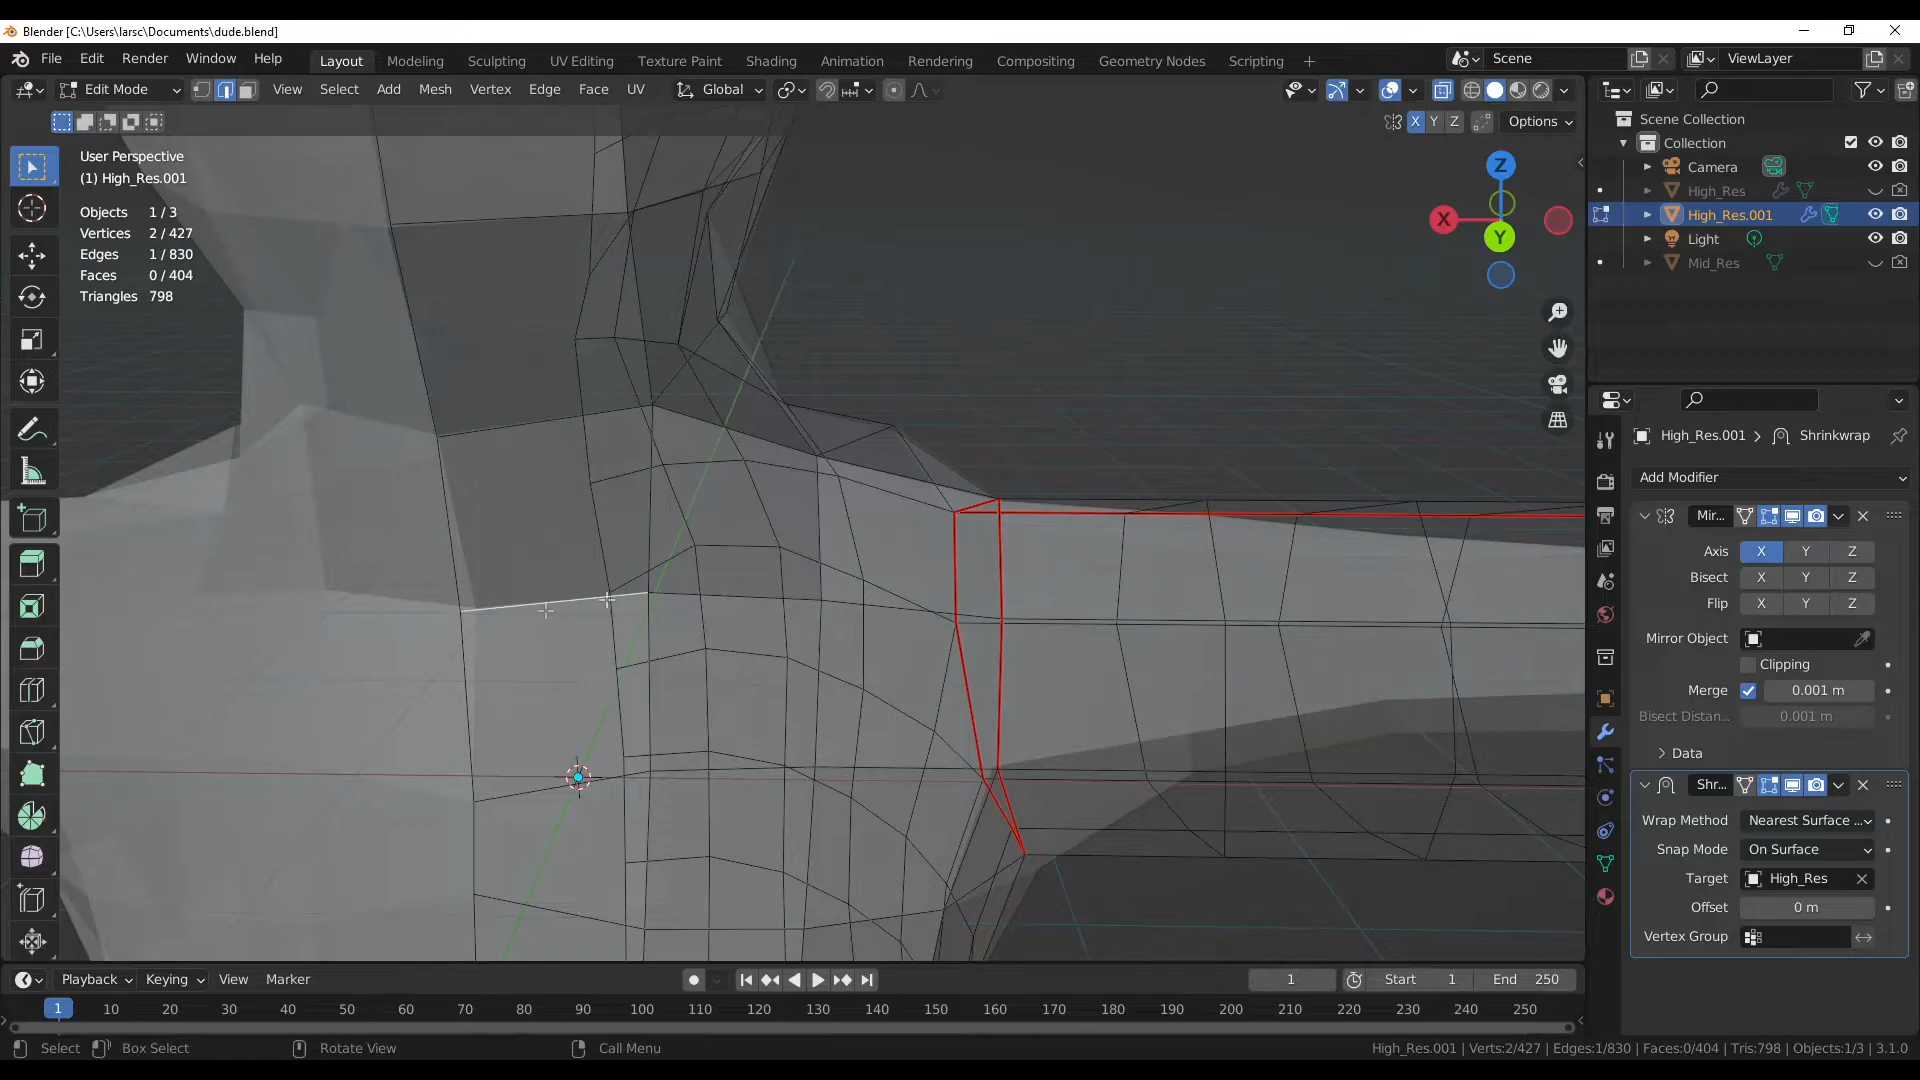 Blender [C:\Users\larsc\Documents\dude.blend]
File Edit Render Window Help Layout Modeling Sculpting UV Editing Texture Paint Shading Animation Rendering Compositing Geometry Nodes Scripting + Scene ViewLayer
Edit Mode View Select Add Mesh Vertex Edge Face UV Global
X Y Z Options
User Perspective
(1) High_Res.001
Objects 1 / 3
Vertices 2 / 427
Edges 1 / 830
Faces 0 / 404
Triangles 798
Z
X
Y
Scene Collection
Collection
Camera
High_Res
High_Res.001
Light
Mid_Res
High_Res.001 > Shrinkwrap
Add Modifier
Mir...
Axis X Y Z
Bisect X Y Z
Flip X Y Z
Mirror Object
Clipping
Merge 0.001 m
Bisect Distan... 0.001 m
> Data
Shr...
Wrap Method Nearest Surface ...
Snap Mode On Surface
Target High_Res
Offset 0 m
Vertex Group
Playback Keying View Marker 1 Start 1 End 250
1 10 20 30 40 50 60 70 80 90 100 110 120 130 140 150 160 170 180 190 200 210 220 230 240 250
Select Box Select Rotate View Call Menu High_Res.001 | Verts:2/427 | Edges:1/830 | Faces:0/404 | Tris:798 | Objects:1/3 | 3.1.0